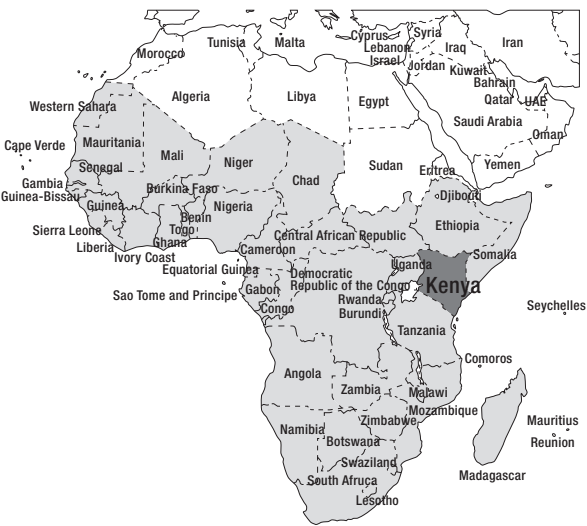 Cyprus
Syria
Tunisia
Malta
Morocco
Lebanon
Iraq
Iran
Israel
Jordan
Kuwait
Bahrain
Algeria
Libya
Egypt
Qatar
UAE
Western Sahara
Saudi Arabia
Oman
Cape Verde
Mauritania
Mali
Niger
Sudan
Yemen
Senegal
Chad
Eritrea
Gambia
Burkina Faso
Djibouti
Guinea-Bissau
Guinea
Nigeria
Benin
Ethiopia
Sierra Leone
Togo
Central African Republic
Ghana
Liberia
Ivory Coast
Cameroon
Somalia
Equatorial Guinea
Democratic
Republic of the Congo
Uganda
Kenya
Sao Tome and Principe
Gabon
Rwanda
Congo
Burundi
Seychelles
Tanzania
Comoros
Angola
Zambia
Malawi
Mozambique
Namibia
Zimbabwe
Mauritius
Botswana
Reunion
Swaziland
Madagascar
South Afruca
Lesotho